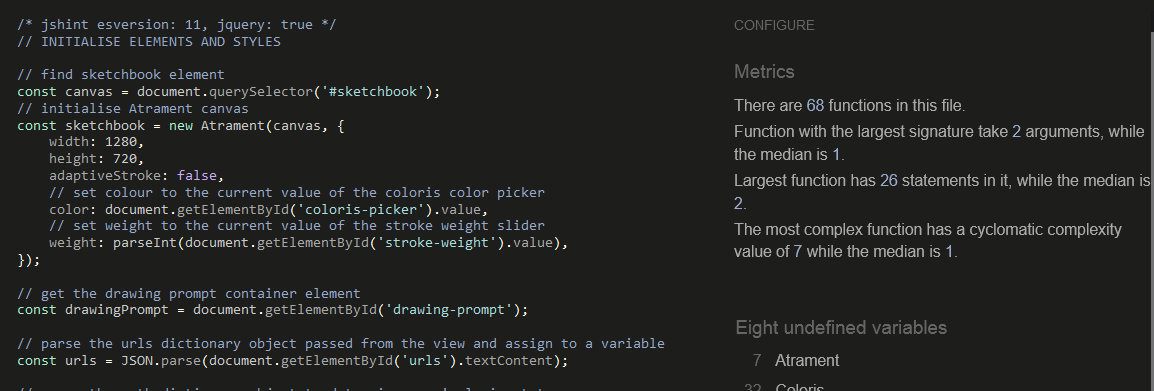 /* jshint esversion: 11, jquery: true */
// INITIALISE ELEMENTS AND STYLES
// find sketchbook element
const canvas = document.querySelector('#sketchbook');
// initialise Atrament canvas
const sketchbook = new Atrament(canvas, {
    width: 1280,
    height: 720,
    adaptiveStroke: false,
    // set colour to the current value of the coloris color picker
    color: document.getElementById('coloris-picker').value,
    // set weight to the current value of the stroke weight slider
    weight: parseInt(document.getElementById('stroke-weight').value),
});
// get the drawing prompt container element
const drawingPrompt = document.getElementById('drawing-prompt');
// parse the urls dictionary object passed from the view and assign to a variable
const urls = JSON.parse(document.getElementById('urls').textContent);
CONFIGURE
Metrics
There are 68 functions in this file.
Function with the largest signature take 2 arguments, while
the median is 1.
Largest function has 26 statements in it, while the median is
2.
The most complex function has a cyclomatic complexity
value of 7 while the median is 1.
Eight undefined variables
7 Atrament
32 Coloris